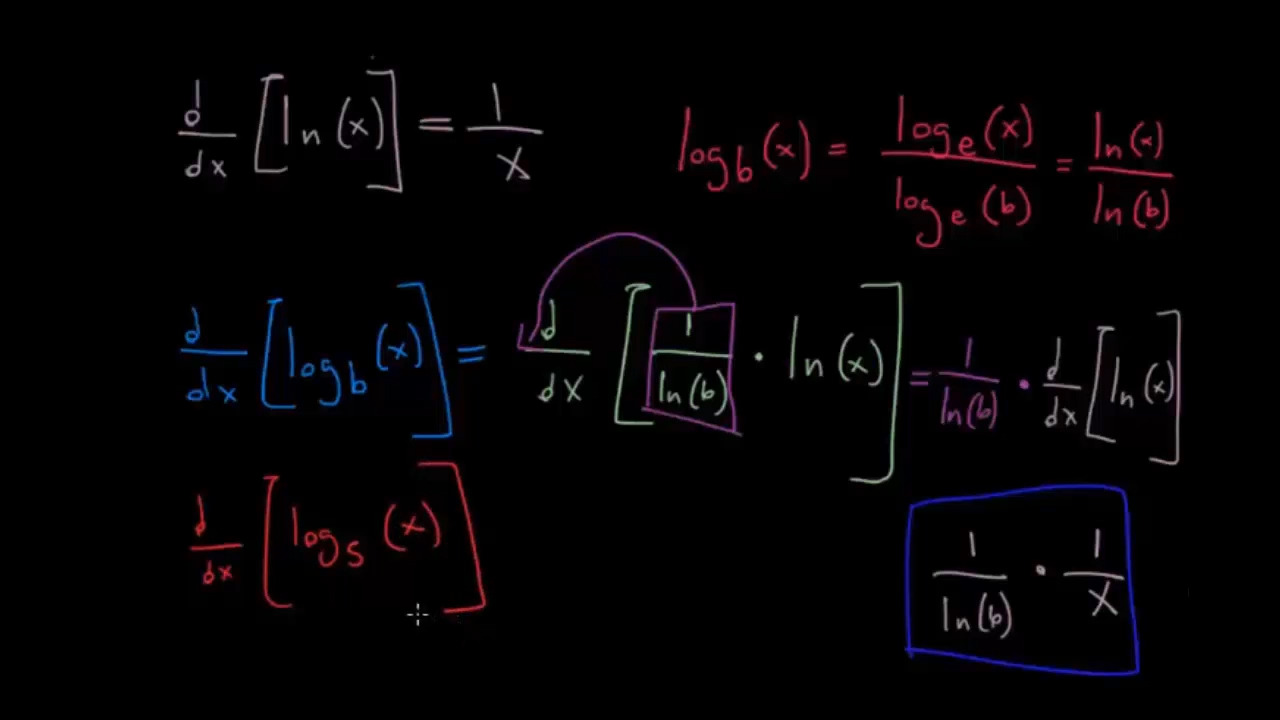 d/dx [ln(x)] = 1/x
log_b(x) = log_e(x)/log_e(b) = ln(x)/ln(b)
d/dx [log_b(x)] = d/dx [1/ln(b) · ln(x)] = 1/ln(b) · d/dx [ln(x)]
d/dx [log_5(x)]
1/ln(b) · 1/x